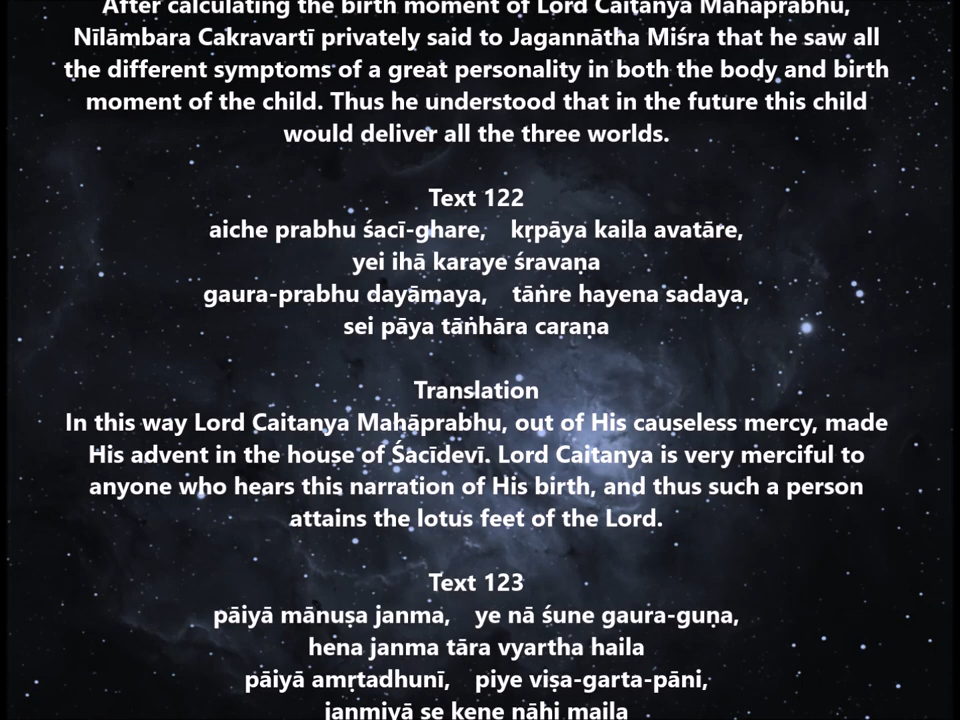 After calculating the birth moment of Lord Caitanya Mahāprabhu,
Nīlāmbara Cakravartī privately said to Jagannātha Miśra that he saw all
the different symptoms of a great personality in both the body and birth
moment of the child. Thus he understood that in the future this child
would deliver all the three worlds.
Text 122
aiche prabhu śacī-ghare, kṛpāya kaila avatāre,
yei ihā karaye śravaṇa
gaura-prabhu dayāmaya, tāṅre hayena sadaya,
sei pāya tāṅhāra caraṇa
Translation
In this way Lord Caitanya Mahāprabhu, out of His causeless mercy, made
His advent in the house of Śacīdevī. Lord Caitanya is very merciful to
anyone who hears this narration of His birth, and thus such a person
attains the lotus feet of the Lord.
Text 123
pāiyā mānuṣa janma, ye nā śune gaura-guṇa,
hena janma tāra vyartha haila
pāiyā amṛtadhunī, piye viṣa-garta-pāni,
janmiyā se kene nāhi maila